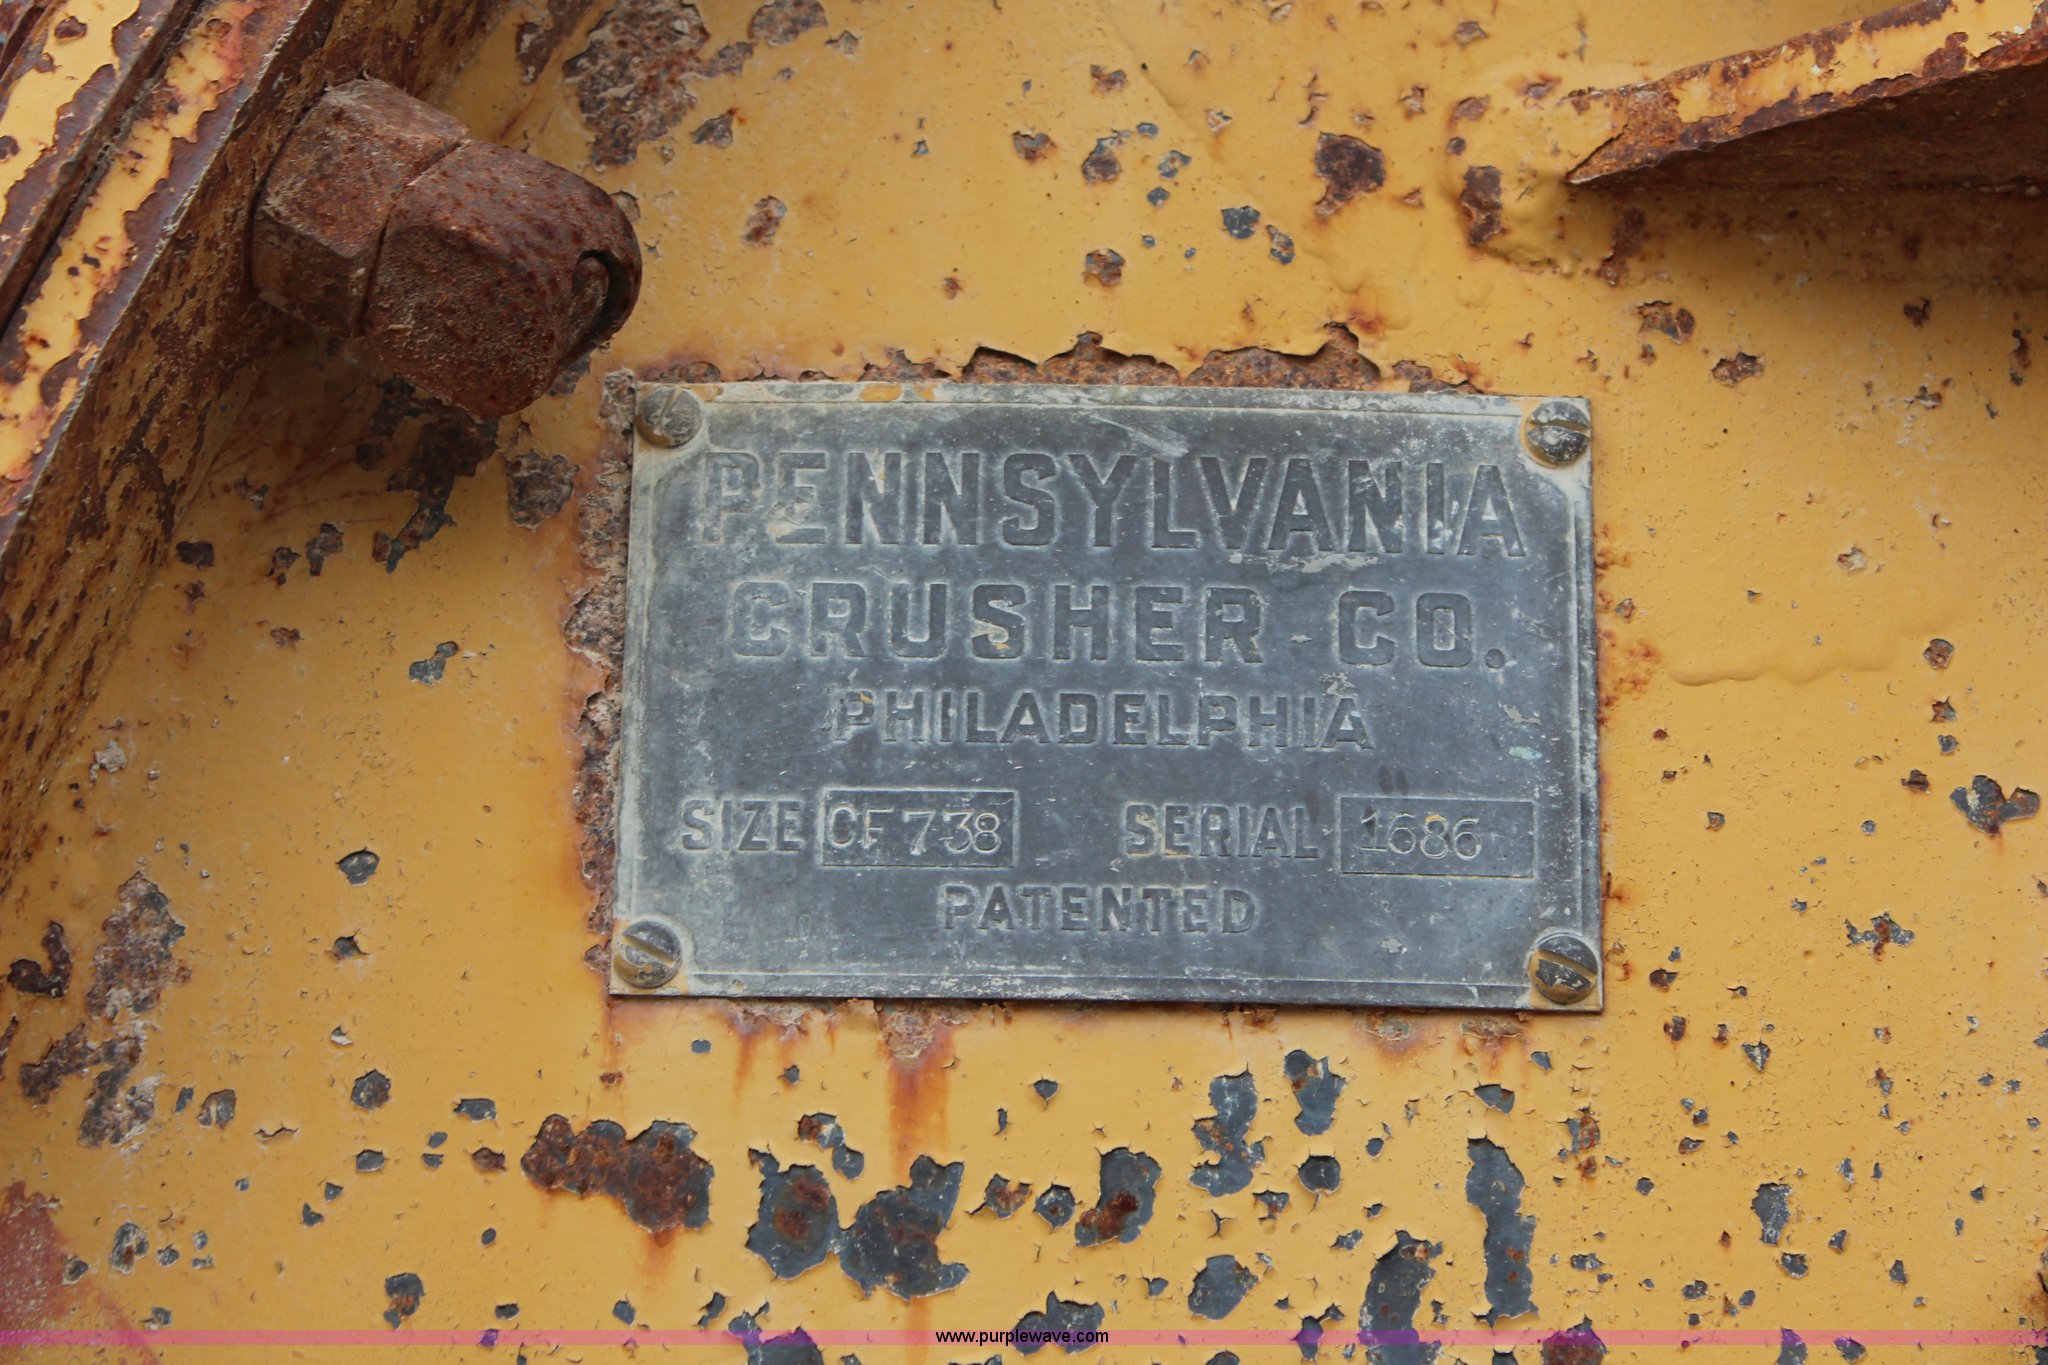 PENNSYLVANIA
CRUSHER CO.
PHILADELPHIA
SIZE CF 738 SERIAL 1686
PATENTED
www.purplewave.com